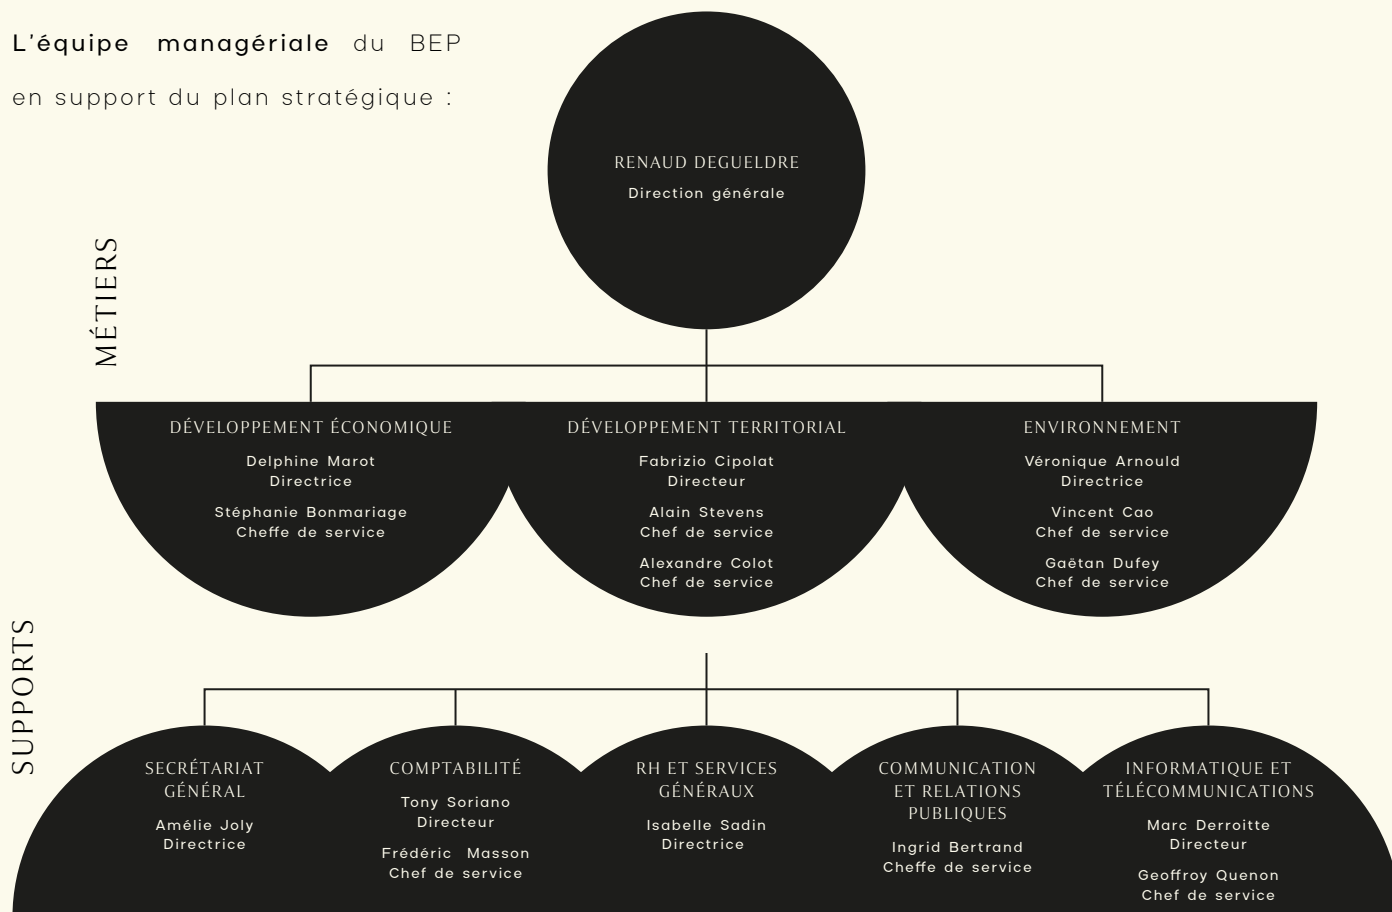 L'équipe managériale du BEP
en support du plan stratégique :
RENAUD DEGUELDRE
Direction générale
MÉTIERS
DÉVELOPPEMENT ÉCONOMIQUE
Delphine Marot
Directrice
Stéphanie Bonmariage
Cheffe de service
DÉVELOPPEMENT TERRITORIAL
Fabrizio Cipolat
Directeur
Alain Stevens
Chef de service
Alexandre Colot
Chef de service
ENVIRONNEMENT
Véronique Arnould
Directrice
Vincent Cao
Chef de service
Gaëtan Dufey
Chef de service
SUPPORTS
SECRÉTARIAT
GÉNÉRAL
Amélie Joly
Directrice
COMPTABILITÉ
Tony Soriano
Directeur
Frédéric Masson
Chef de service
RH ET SERVICES
GÉNÉRAUX
Isabelle Sadin
Directrice
COMMUNICATION
ET RELATIONS
PUBLIQUES
Ingrid Bertrand
Cheffe de service
INFORMATIQUE ET
TÉLÉCOMMUNICATIONS
Marc Derroitte
Directeur
Geoffroy Quenon
Chef de service